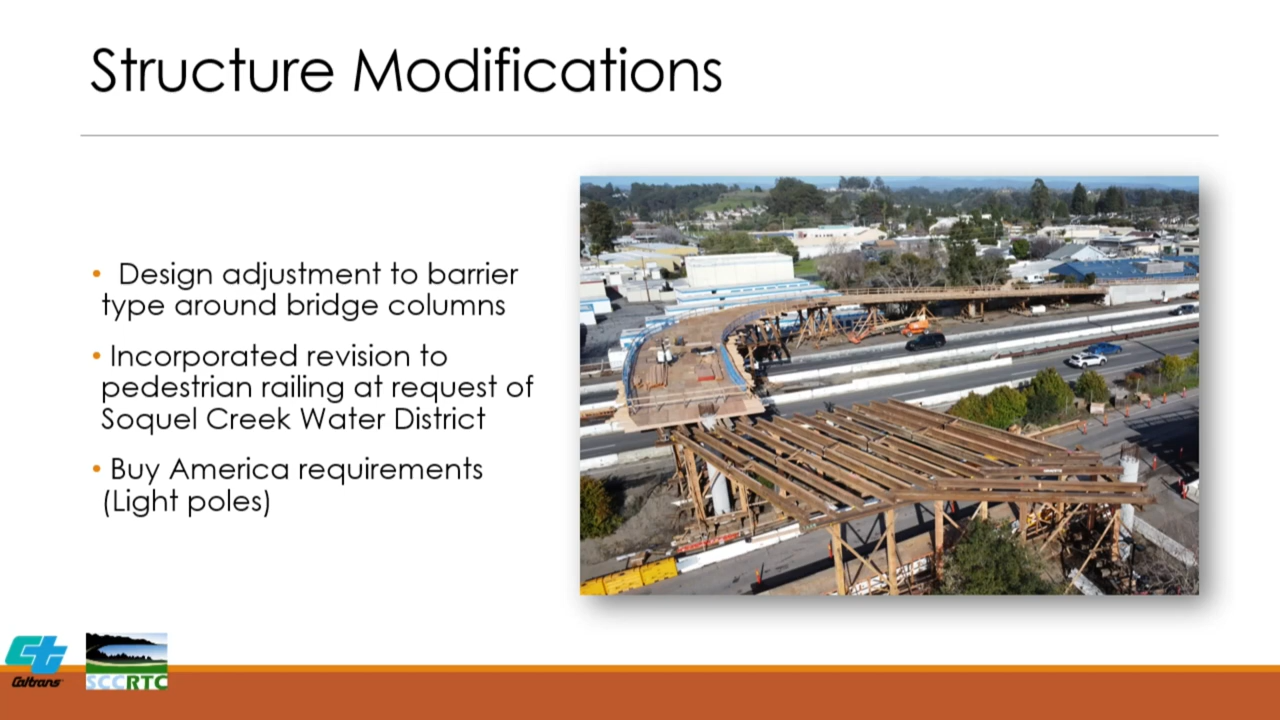 Structure Modifications
• Design adjustment to barrier
type around bridge columns
• Incorporated revision to
pedestrian railing at request of
Soquel Creek Water District
• Buy America requirements
(Light poles)
Caltrans
SCCRTC